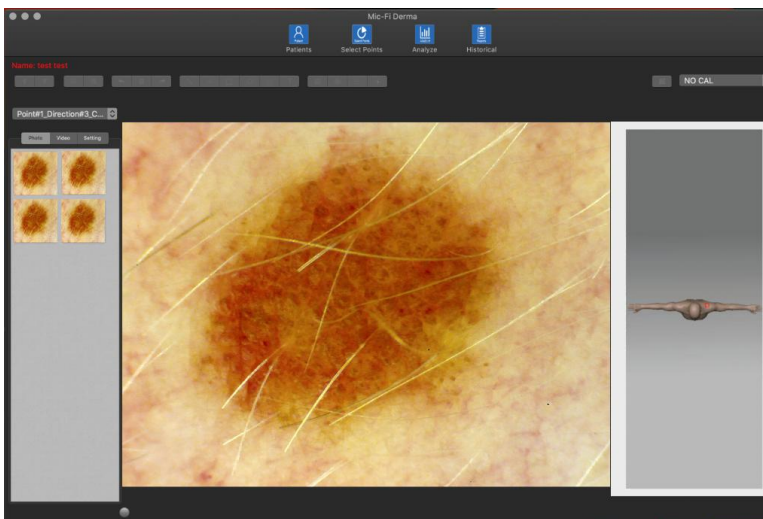 Mic-Fi Derma
Patients
Select Points
Analyze
Historical
Name: test test
NO CAL
Point#1_Direction#3_C...
Photo
Video
Setting